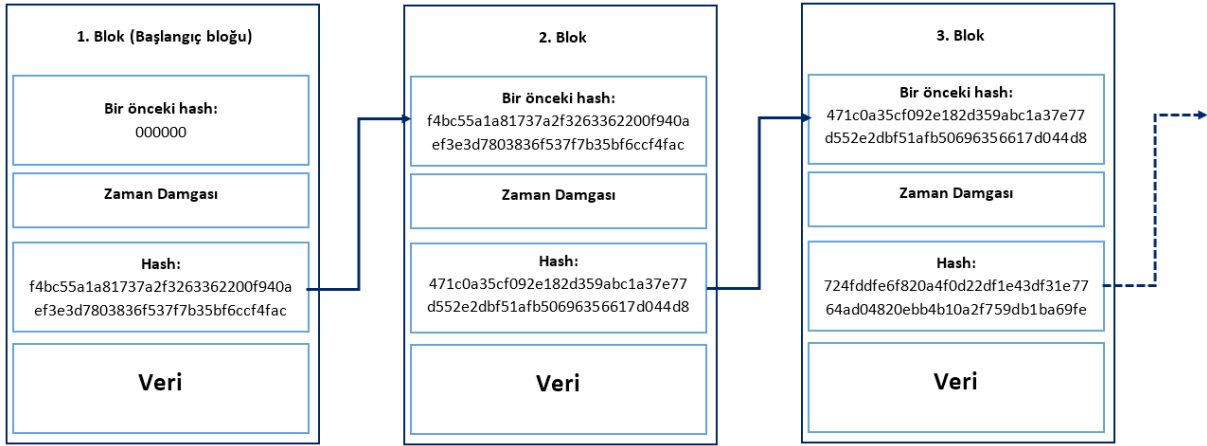 1. Blok (Başlangıç bloğu)
Bir önceki hash:
000000
Zaman Damgası
Hash:
f4bc55a1a81737a2f3263362200f940a
ef3e3d7803836f537f7b35bf6ccf4fac
Veri
2. Blok
Bir önceki hash:
f4bc55a1a81737a2f3263362200f940a
ef3e3d7803836f537f7b35bf6ccf4fac
Zaman Damgası
Hash:
471c0a35cf092e182d359abc1a37e77
d552e2dbf51afb50696356617d044d8
Veri
3. Blok
Bir önceki hash:
471c0a35cf092e182d359abc1a37e77
d552e2dbf51afb50696356617d044d8
Zaman Damgası
Hash:
724fddfe6f820a4f0d22df1e43df31e77
64ad04820ebb4b10a2f759db1ba69fe
Veri